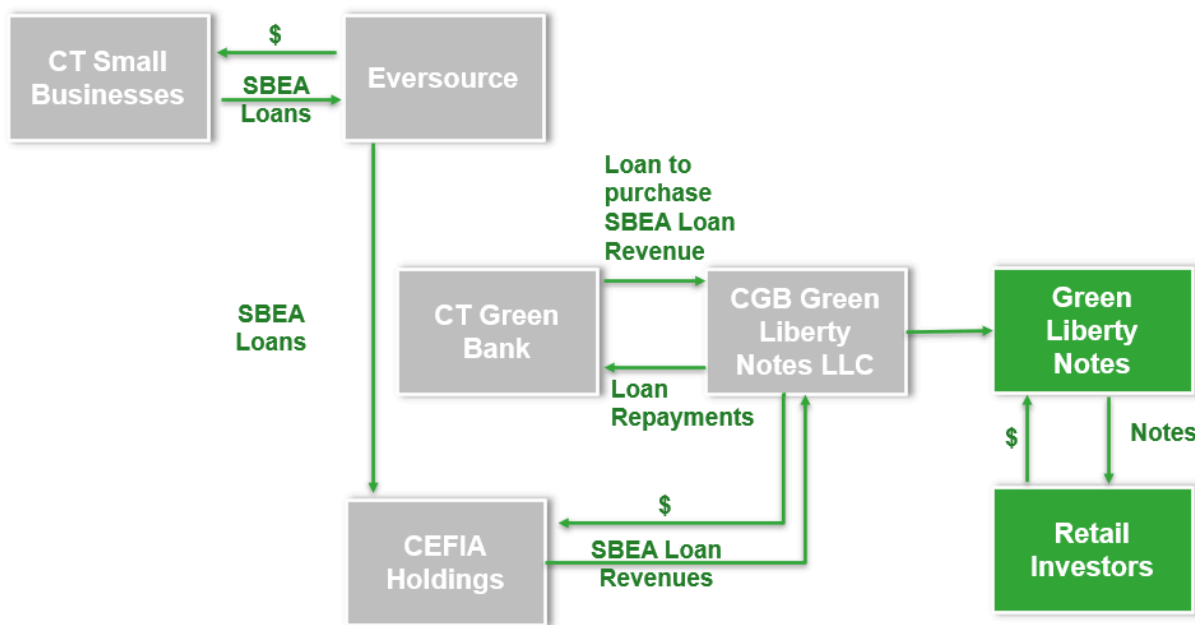 CT Small
Businesses
$
SBEA
Loans
Eversource
Loan to
purchase
SBEA Loan
Revenue
SBEA
Loans
CT Green
Bank
CGB Green
Liberty
Notes LLC
Green
Liberty
Notes
Loan
Repayments
$
Notes
$
CEFIA
Holdings
SBEA Loan
Revenues
Retail
Investors